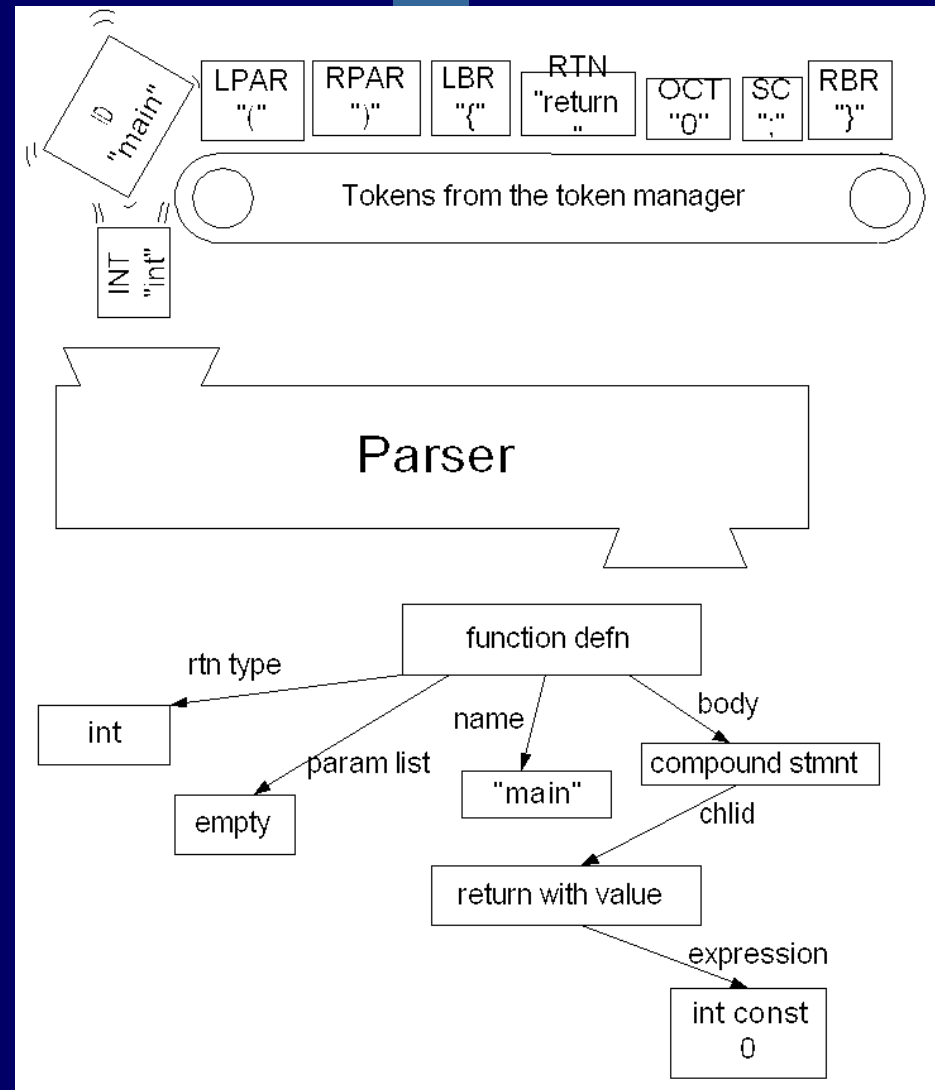 ID
"main"
LPAR
"("
RPAR
")"
LBR
"{"
RTN
"return
"
OCT
"0"
SC
";"
RBR
"}"
Tokens from the token manager
INT
"int"
Parser
function defn
rtn type
int
param list
empty
name
"main"
body
compound stmnt
chlid
return with value
expression
int const
0